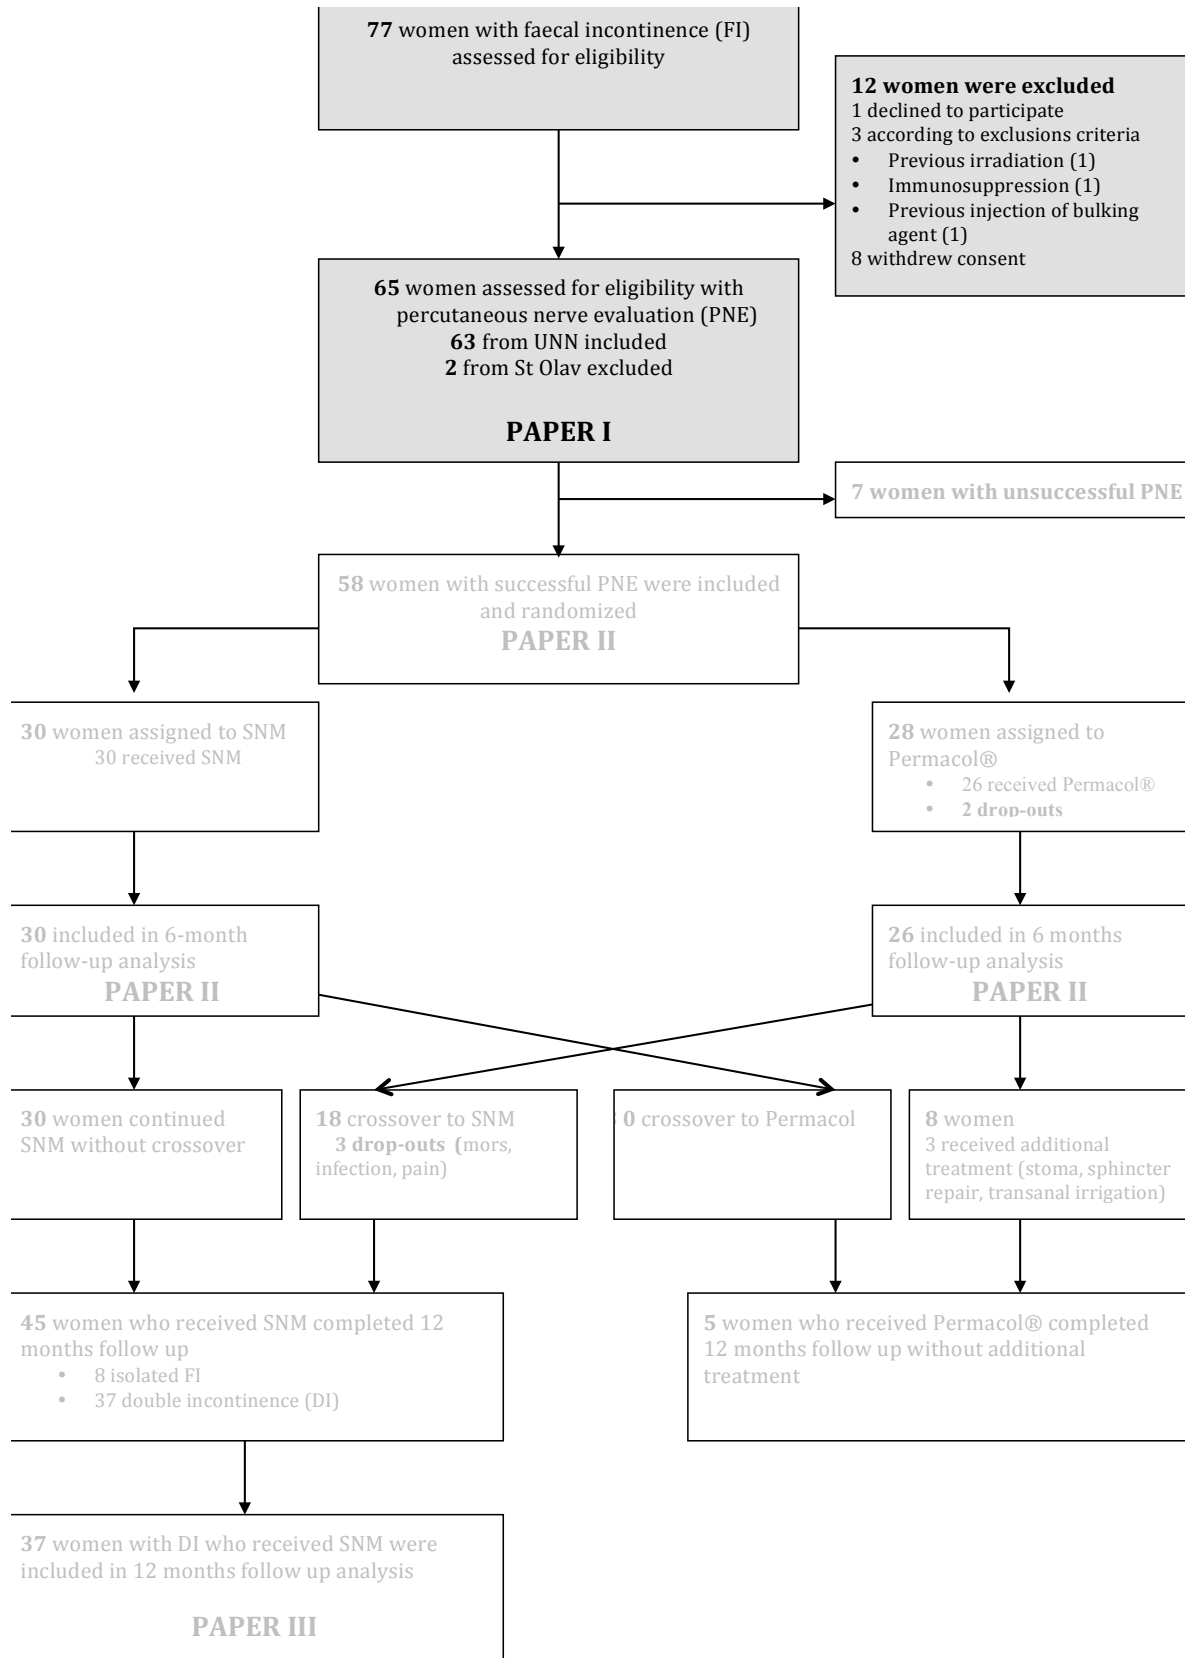 77 women with faecal incontinence (FI)
assessed for eligibility
12 women were excluded
1 declined to participate
3 according to exclusions criteria
• Previous irradiation (1)
• Immunosuppression (1)
• Previous injection of bulking
agent (1)
8 withdrew consent
65 women assessed for eligibility with
percutaneous nerve evaluation (PNE)
63 from UNN included
2 from St Olav excluded
PAPER I
7 women with unsuccessful PNE
58 women with successful PNE were included
and randomized
PAPER II
30 women assigned to SNM
30 received SNM
28 women assigned to
Permacol®
• 26 received Permacol®
• 2 drop-outs
30 included in 6-month
follow-up analysis
PAPER II
26 included in 6 months
follow-up analysis
PAPER II
30 women continued
SNM without crossover
18 crossover to SNM
3 drop-outs (mors,
infection, pain)
0 crossover to Permacol
8 women
3 received additional
treatment (stoma, sphincter
repair, transanal irrigation)
45 women who received SNM completed 12
months follow up
• 8 isolated FI
• 37 double incontinence (DI)
5 women who received Permacol® completed
12 months follow up without additional
treatment
37 women with DI who received SNM were
included in 12 months follow up analysis
PAPER III